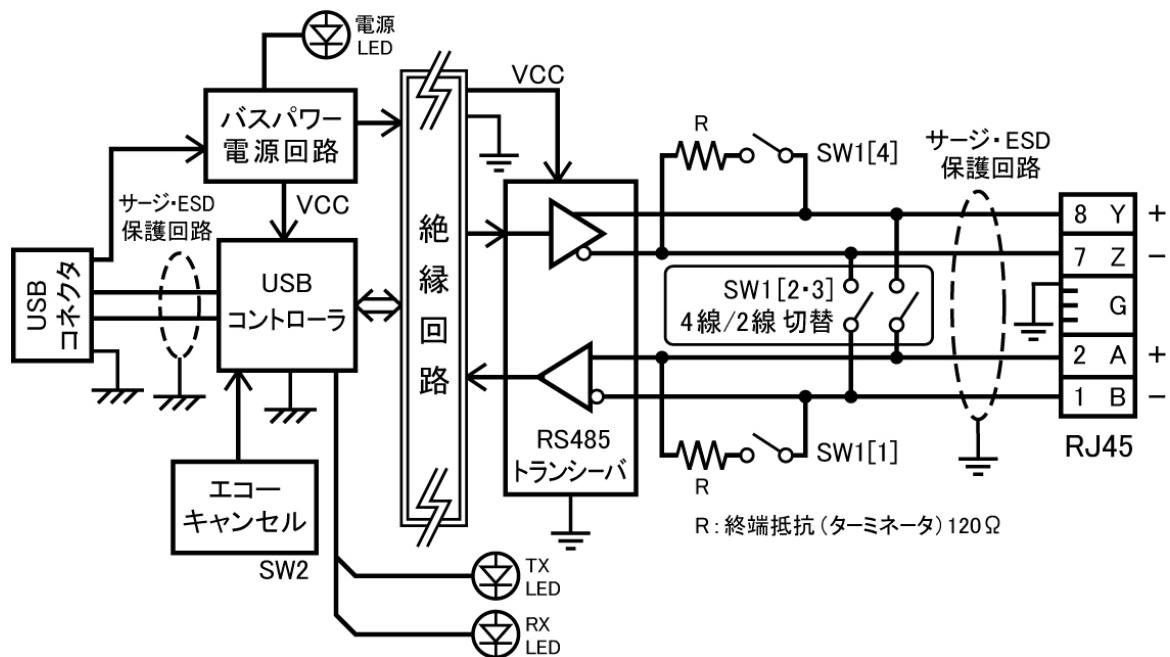 電源
LED
バスパワー
電源回路
VCC
VCC
サージ・ESD
保護回路
USB
コネクタ
USB
コントローラ
エコー
キャンセル
SW2
TX
LED
RX
LED
絶縁回路
R
SW1[4]
SW1[2・3]
4線/2線 切替
RS485
トランシーバ
R
SW1[1]
R：終端抵抗（ターミネータ）120Ω
サージ・ESD
保護回路
8 Y +
7 Z −
G
2 A +
1 B −
RJ45